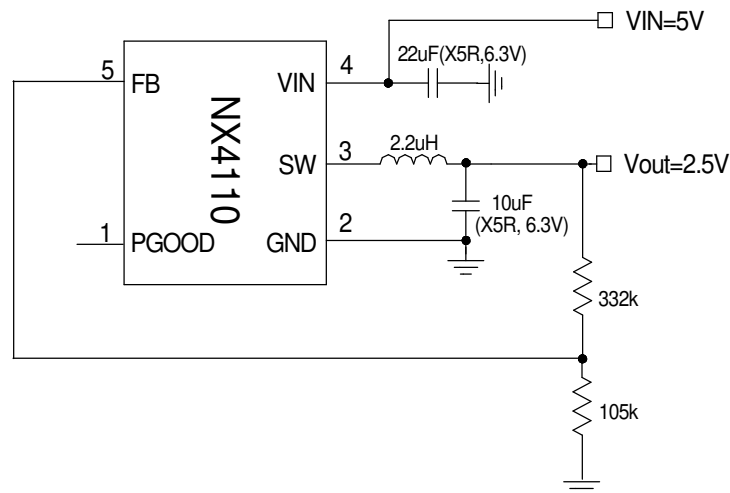 VIN=5V
22uF(X5R,6.3V)
5
4
FB
VIN
NX4110
3
2.2uH
SW
Vout=2.5V
10uF
(X5R, 6.3V)
1
2
PGOOD
GND
332k
105k